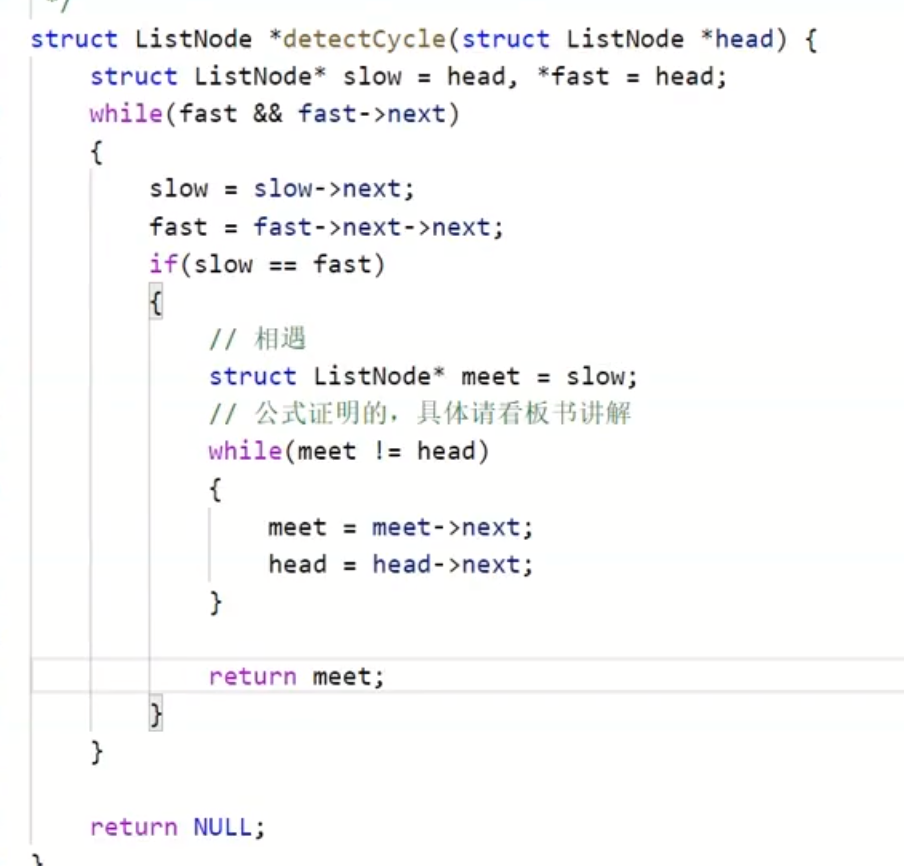 */
struct ListNode *detectCycle(struct ListNode *head) {
    struct ListNode* slow = head, *fast = head;
    while(fast && fast->next)
    {
        slow = slow->next;
        fast = fast->next->next;
        if(slow == fast)
        {
            // 相遇
            struct ListNode* meet = slow;
            // 公式证明的，具体请看板书讲解
            while(meet != head)
            {
                meet = meet->next;
                head = head->next;
            }
            return meet;
        }
    }
    return NULL;
}